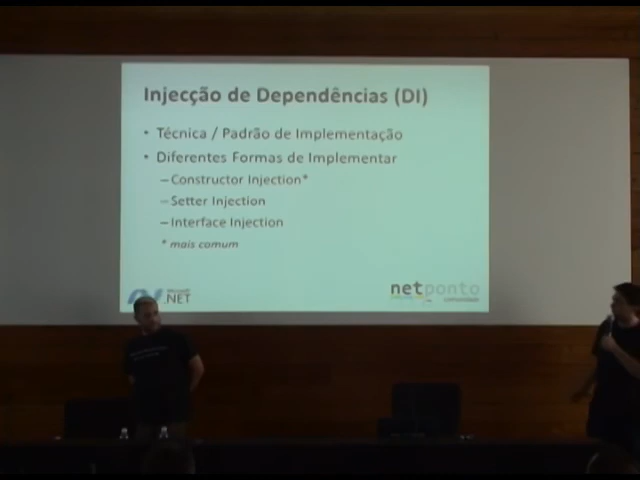 Injecção de Dependências (DI)
• Técnica / Padrão de Implementação
• Diferentes Formas de Implementar
– Constructor Injection*
– Setter Injection
– Interface Injection
* mais comum
Microsoft
.NET
netponto